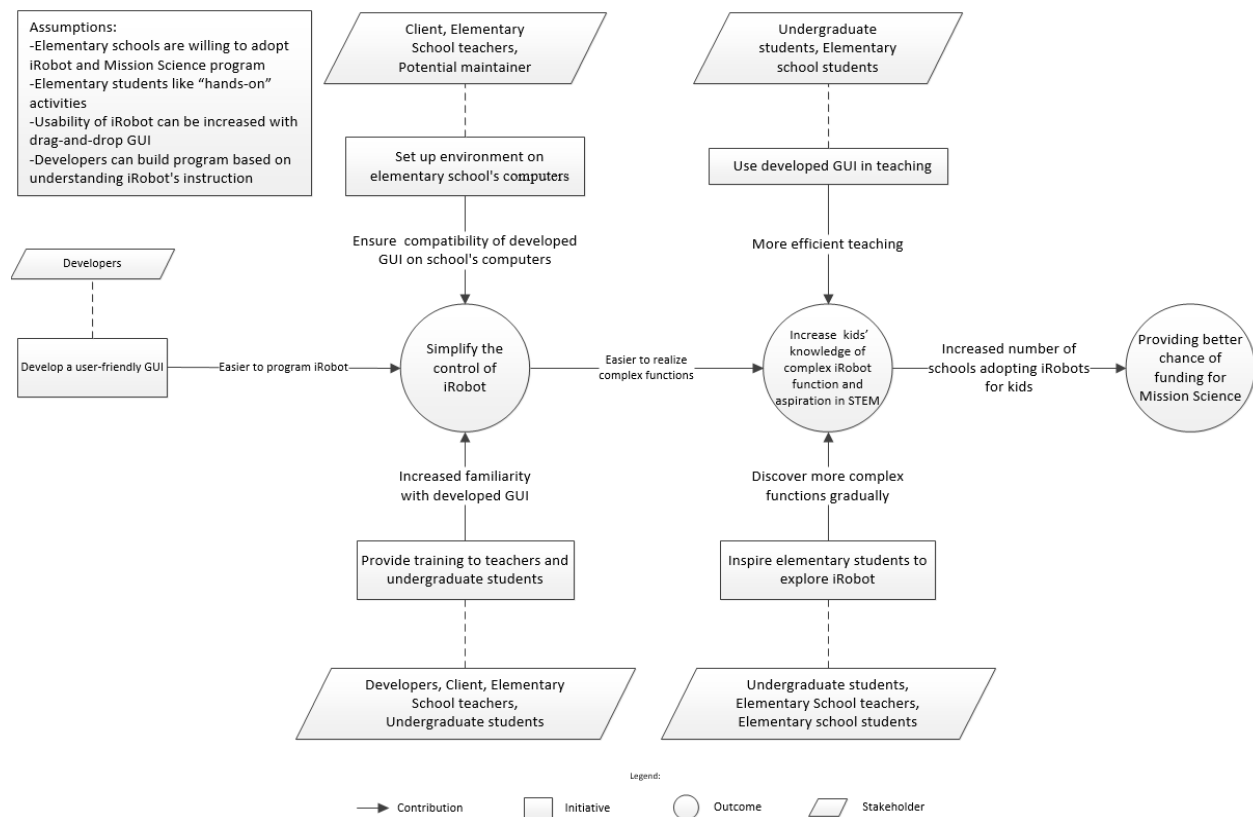 Assumptions:
-Elementary schools are willing to adopt
iRobot and Mission Science program
-Elementary students like “hands-on”
activities
-Usability of iRobot can be increased with
drag-and-drop GUI
-Developers can build program based on
understanding iRobot's instruction
Client, Elementary
School teachers,
Potential maintainer
Undergraduate
students, Elementary
school students
Set up environment on
elementary school's computers
Use developed GUI in teaching
Ensure compatibility of developed
GUI on school's computers
More efficient teaching
Developers
Develop a user-friendly GUI
Easier to program iRobot
Simplify the
control of
iRobot
Easier to realize
complex functions
Increase kids’
knowledge of
complex iRobot
function and
aspiration in STEM
Increased number of
schools adopting iRobots
for kids
Providing better
chance of
funding for
Mission Science
Increased familiarity
with developed GUI
Discover more complex
functions gradually
Provide training to teachers and
undergraduate students
Inspire elementary students to
explore iRobot
Developers, Client, Elementary
School teachers,
Undergraduate students
Undergraduate students,
Elementary School teachers,
Elementary school students
Legend:
Contribution
Initiative
Outcome
Stakeholder